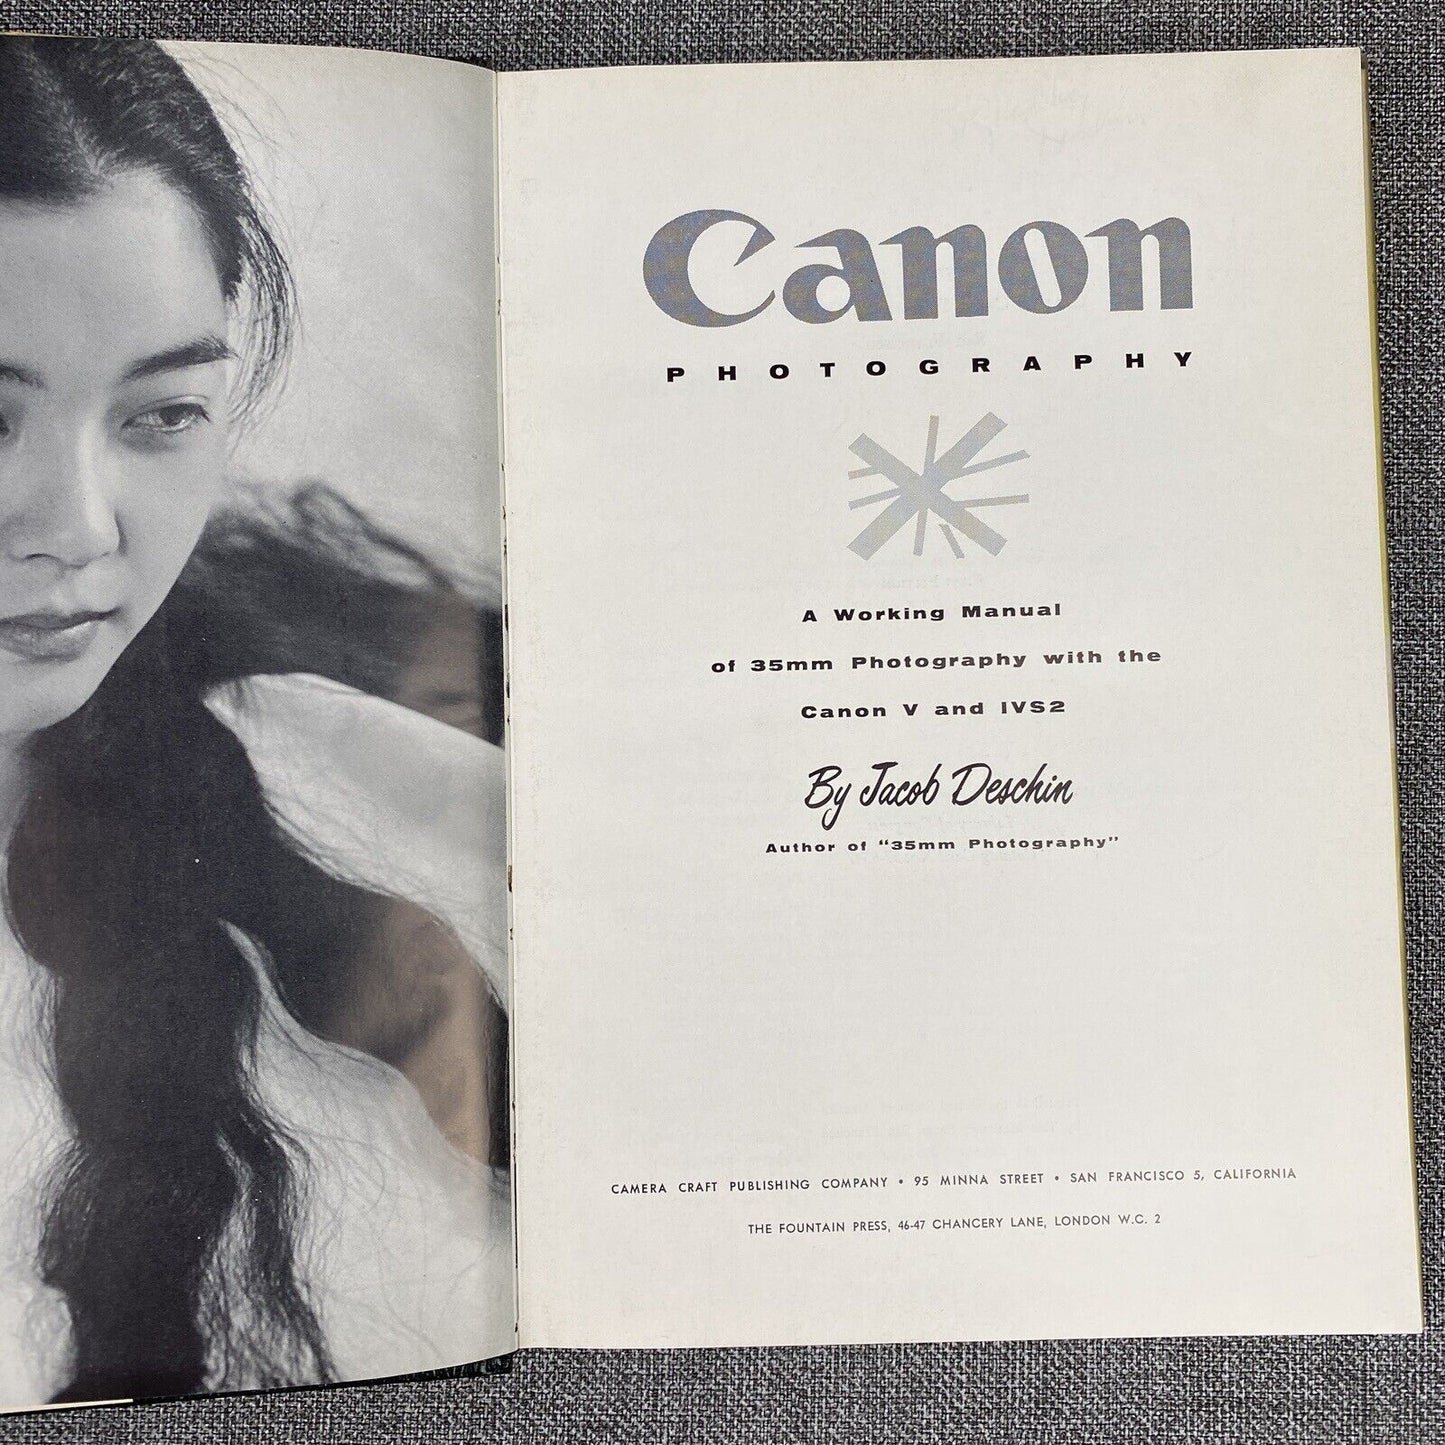 Canon
PHOTOGRAPHY
A Working Manual
of 35mm Photography with the
Canon V and IVS2
By Jacob Deschin
Author of "35mm Photography"
CAMERA CRAFT PUBLISHING COMPANY • 95 MINNA STREET • SAN FRANCISCO 5, CALIFORNIA
THE FOUNTAIN PRESS, 46-47 CHANCERY LANE, LONDON W.C. 2